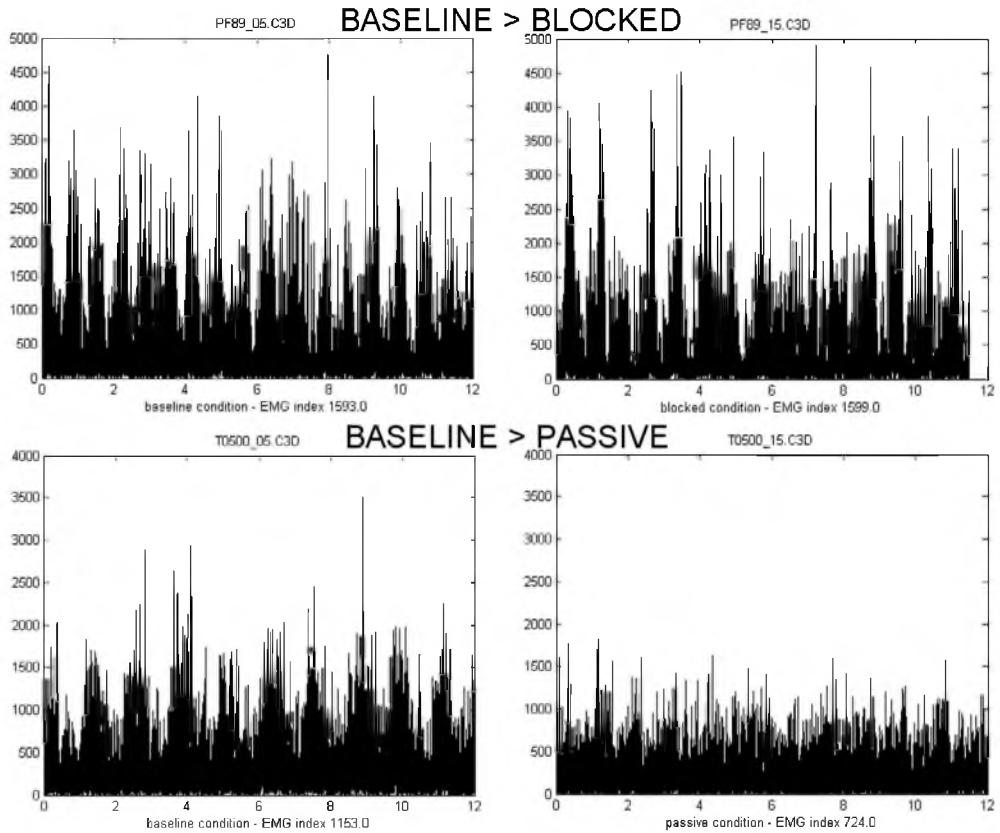 BASELINE > BLOCKED
PF89_05.C3D
PF89_15.C3D
5000
4500
4000
3500
3000
2500
2000
1500
1000
500
0
0 2 4 6 8 10 12
baseline condition - EMG index 1593.0
5000
4500
4000
3500
3000
2500
2000
1500
1000
500
0
0 2 4 6 8 10 12
blocked condition - EMG index 1599.0
BASELINE > PASSIVE
T0500_05.C3D
T0500_15.C3D
4000
3500
3000
2500
2000
1500
1000
500
0
0 2 4 6 8 10 12
baseline condition - EMG index 1153.0
4000
3500
3000
2500
2000
1500
1000
500
0
0 2 4 6 8 10 12
passive condition - EMG index 724.0